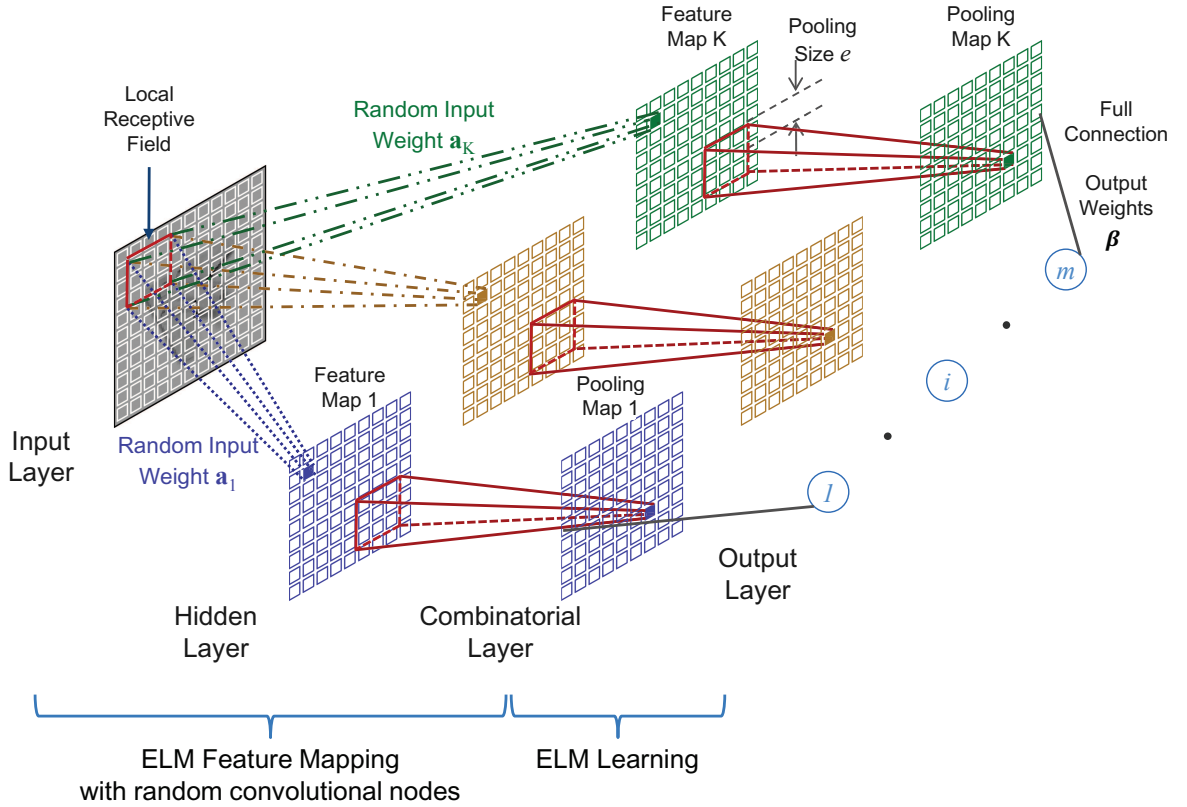 Feature
Map K
Pooling
Size e
Pooling
Map K
Local
Receptive
Field
Random Input
Weight a_K
Full
Connection
Output
Weights
β
m
i
Feature
Map 1
Pooling
Map 1
Input
Layer
Random Input
Weight a_1
1
Output
Layer
Hidden
Layer
Combinatorial
Layer
ELM Feature Mapping
with random convolutional nodes
ELM Learning